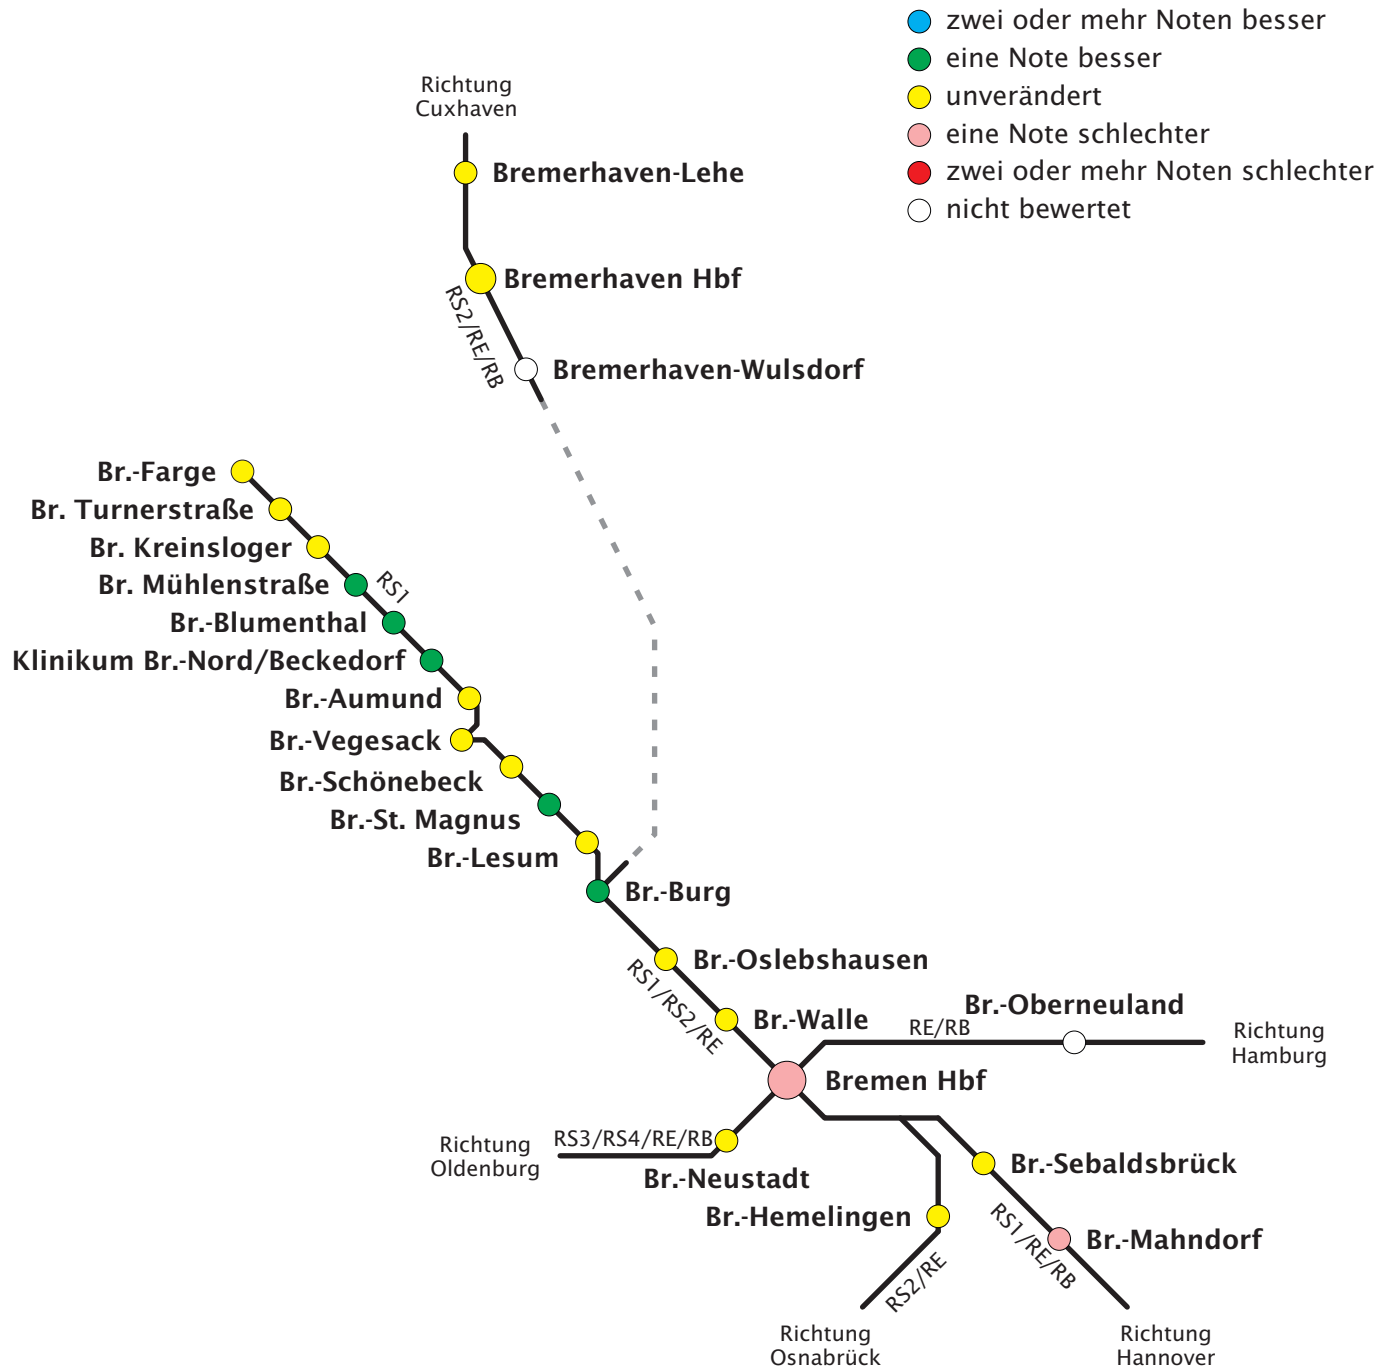 zwei oder mehr Noten besser
eine Note besser
unverändert
eine Note schlechter
zwei oder mehr Noten schlechter
nicht bewertet
Richtung
Cuxhaven
Bremerhaven-Lehe
Bremerhaven Hbf
RS2/RE/RB
Bremerhaven-Wulsdorf
Br.-Farge
Br. Turnerstraße
Br. Kreinsloger
Br. Mühlenstraße
RS1
Br.-Blumenthal
Klinikum Br.-Nord/Beckedorf
Br.-Aumund
Br.-Vegesack
Br.-Schönebeck
Br.-St. Magnus
Br.-Lesum
Br.-Burg
Br.-Oslebshausen
RS1/RS2/RE
Br.-Walle
Br.-Oberneuland
RE/RB
Richtung
Hamburg
Bremen Hbf
RS3/RS4/RE/RB
Richtung
Oldenburg
Br.-Neustadt
Br.-Sebaldsbrück
Br.-Hemelingen
RS1/RE/RB
Br.-Mahndorf
RS2/RE
Richtung
Osnabrück
Richtung
Hannover